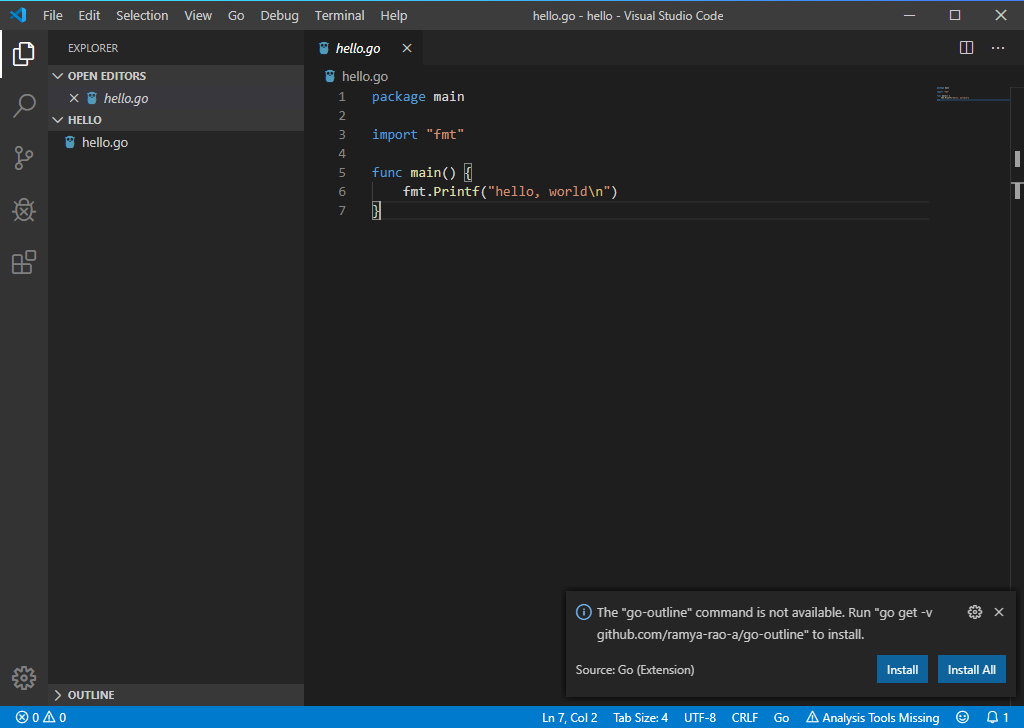 File Edit Selection View Go Debug Terminal Help hello.go - hello - Visual Studio Code
EXPLORER
OPEN EDITORS
hello.go
HELLO
hello.go
OUTLINE
hello.go
hello.go
1 package main
2
3 import "fmt"
4
5 func main() {
6 fmt.Printf("hello, world\n")
7 }
The "go-outline" command is not available. Run "go get -v
github.com/ramya-rao-a/go-outline" to install.
Source: Go (Extension) Install Install All
0 0 Ln 7, Col 2 Tab Size: 4 UTF-8 CRLF Go Analysis Tools Missing 1